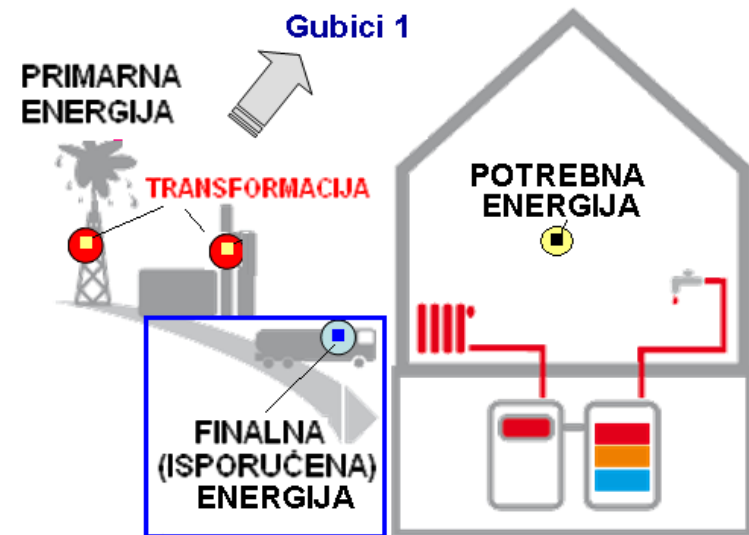 Gubici 1
PRIMARNA
ENERGIJA
TRANSFORMACIJA
POTREBNA
ENERGIJA
FINALNA
(ISPORUČENA)
ENERGIJA